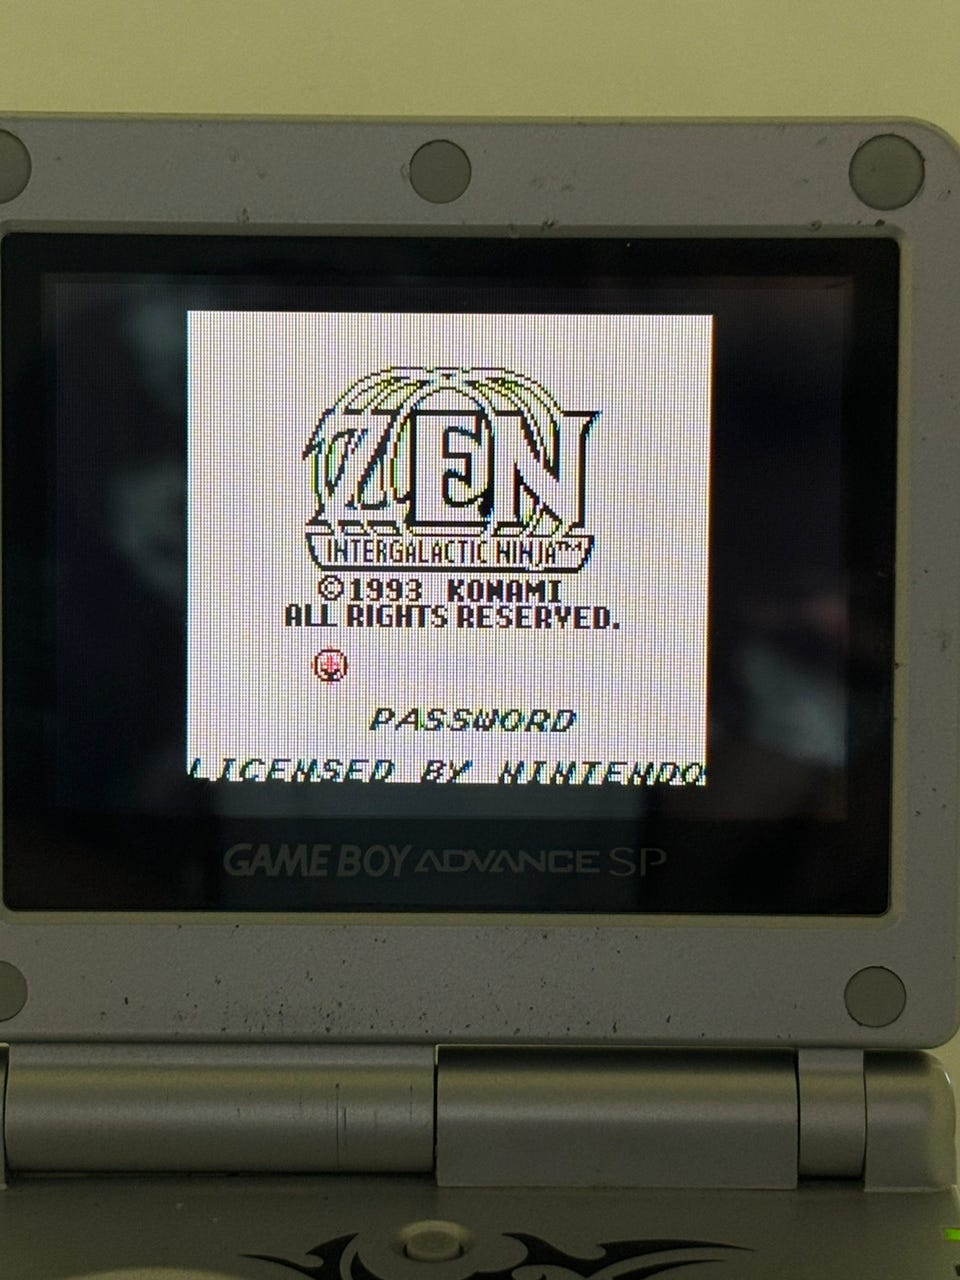 ZEN
INTERGALACTIC NINJA™
©1993 KONAMI
ALL RIGHTS RESERVED.
PASSWORD
LICENSED BY NINTENDO
GAME BOY ADVANCE SP